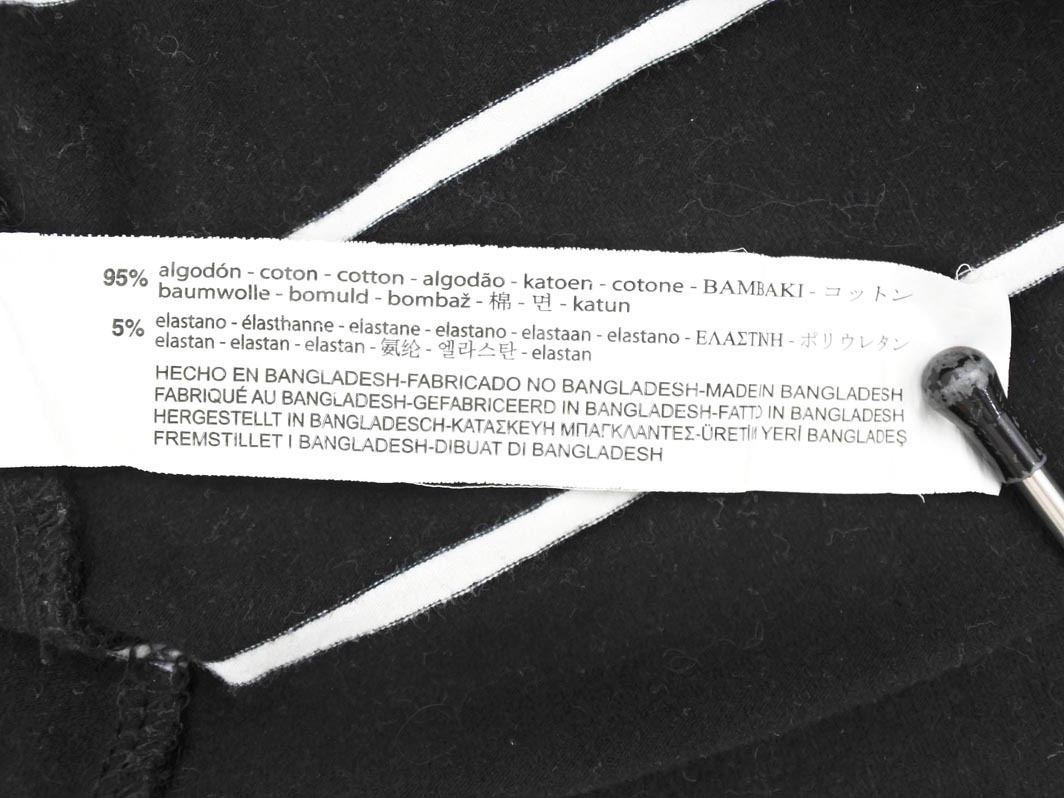 95% algodón - coton - cotton - algodão - katoen - cotone - BAMBAKI - コットン
baumwolle - bomuld - bombaž - 棉 - 면 - katun
5% elastano - élasthanne - elastane - elastano - elastaan - elastano - ΕΛΑΣΤΝΗ - ポリウレタン
elastan - elastan - elastan - 氨纶 - 엘라스탄 - elastan
HECHO EN BANGLADESH-FABRICADO NO BANGLADESH-MADEIN BANGLADESH
FABRIQUÉ AU BANGLADESH-GEFABRICEERD IN BANGLADESH-FATTO IN BANGLADESH
HERGESTELLT IN BANGLADESCH-ΚΑΤΑΣΚΕΥΗ ΜΠΑΓΚΛΑΝΤΕΣ-ÜRETİM YERİ BANGLADEŞ
FREMSTILLET I BANGLADESH-DIBUAT DI BANGLADESH